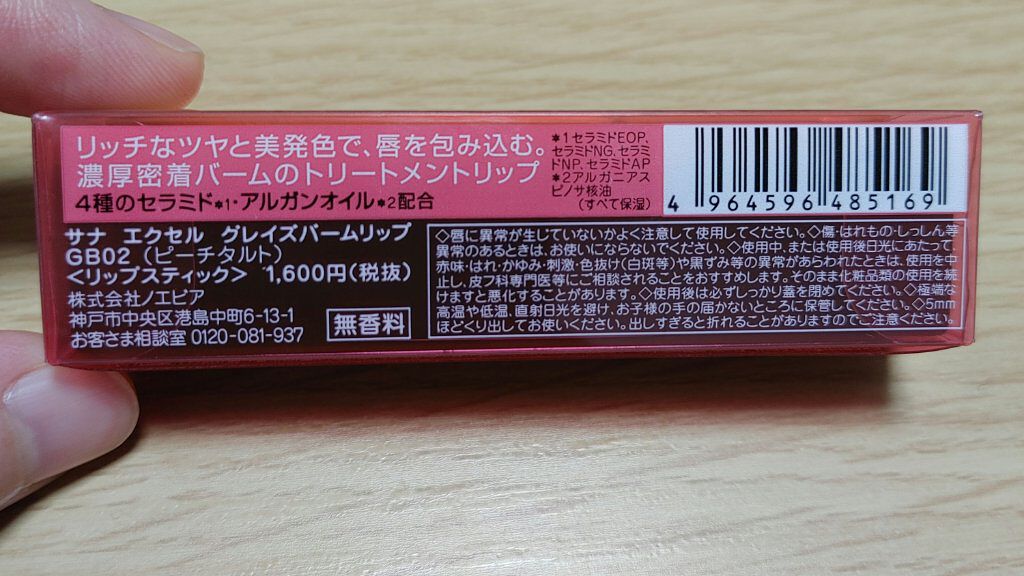 リッチなツヤと美発色で、唇を包み込む。
濃厚密着バームのトリートメントリップ
4種のセラミド*1・アルガンオイル*2配合
*1セラミドEOP、
セラミドNG、セラミ
ドNP、セラミドAP
*2アルガニアス
ピノサ核油
(すべて保湿)
4 964596 485169
サナ エクセル グレイズバームリップ
GB02(ピーチタルト)
<リップスティック> 1,600円(税抜)
株式会社ノエビア
神戸市中央区港島中町6-13-1
お客さま相談室 0120-081-937
無香料
◇唇に異常が生じていないかよく注意して使用してください。◇傷・はれもの・しっしん等
異常のあるときは、お使いにならないでください。◇使用中、または使用後日光にあたって
赤味・はれ・かゆみ・刺激・色抜け(白斑等)や黒ずみ等の異常があらわれたときは、使用を中
止し、皮フ科専門医等にご相談されることをおすすめします。そのまま化粧品類の使用を続
けますと悪化することがあります。◇使用後は必ずしっかり蓋を閉めてください。◇極端な
高温や低温、直射日光を避け、お子様の手の届かないところに保管してください。◇5mm
ほどくり出してお使いください。出しすぎると折れることがありますのでご注意ください。